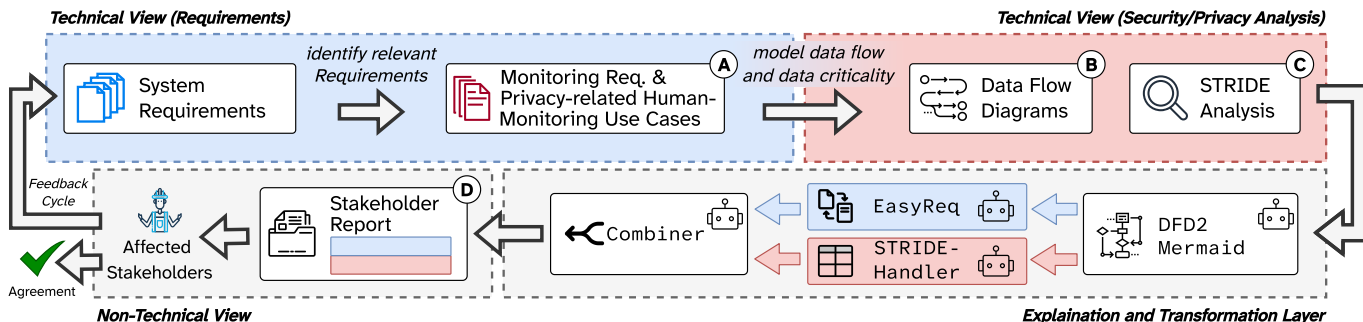 Technical View (Requirements)
Technical View (Security/Privacy Analysis)
System
Requirements
identify relevant
Requirements
A
Monitoring Req. &
Privacy-related Human-
Monitoring Use Cases
model data flow
and data criticality
B
Data Flow
Diagrams
C
STRIDE
Analysis
Feedback
Cycle
Agreement
Affected
Stakeholders
D
Stakeholder
Report
Combiner
EasyReq
STRIDE-
Handler
DFD2
Mermaid
Non-Technical View
Explaination and Transformation Layer